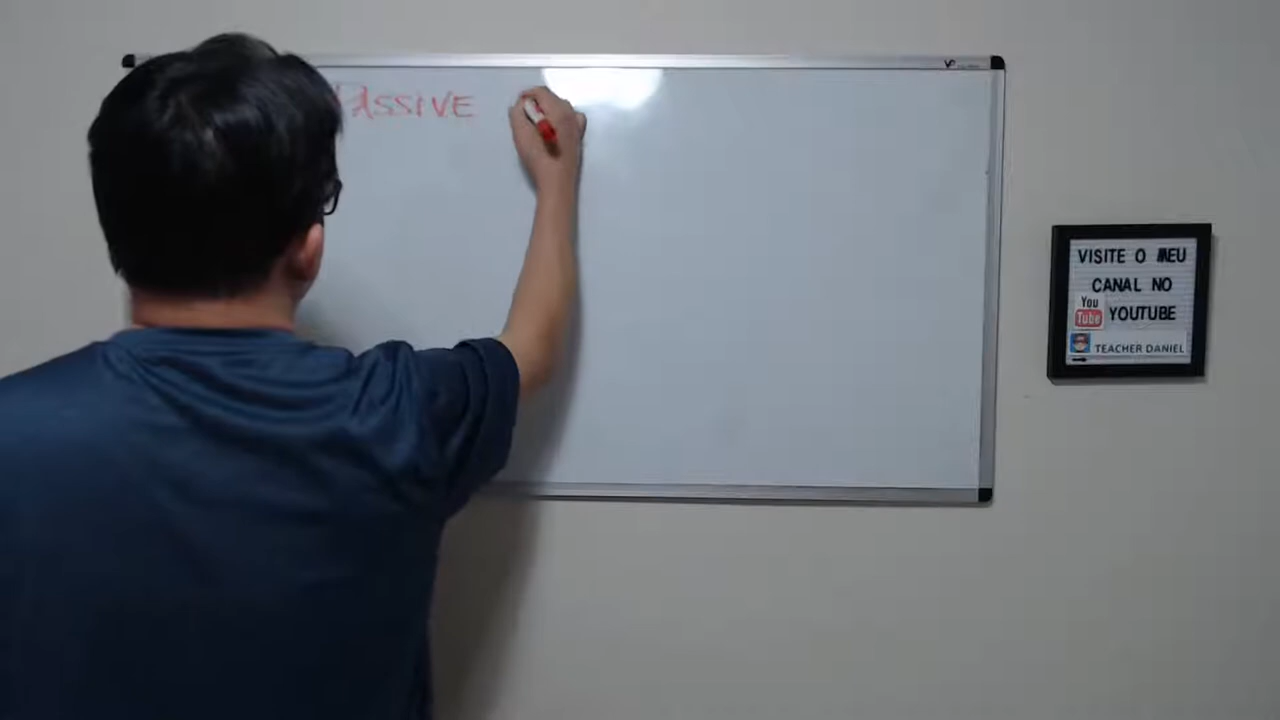 PASSIVE
VISITE O MEU
CANAL NO
You
Tube YOUTUBE
TEACHER DANIEL